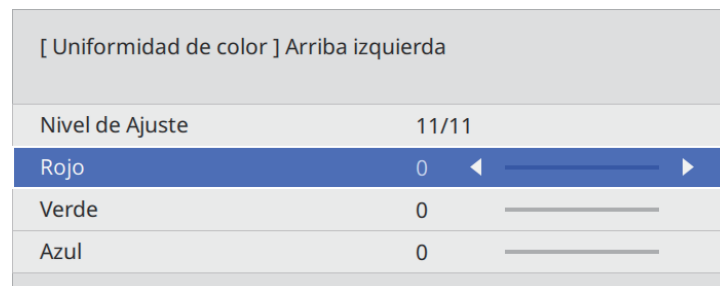 [ Uniformidad de color ] Arriba izquierda
Nivel de Ajuste 11/11
Rojo 0
Verde 0
Azul 0